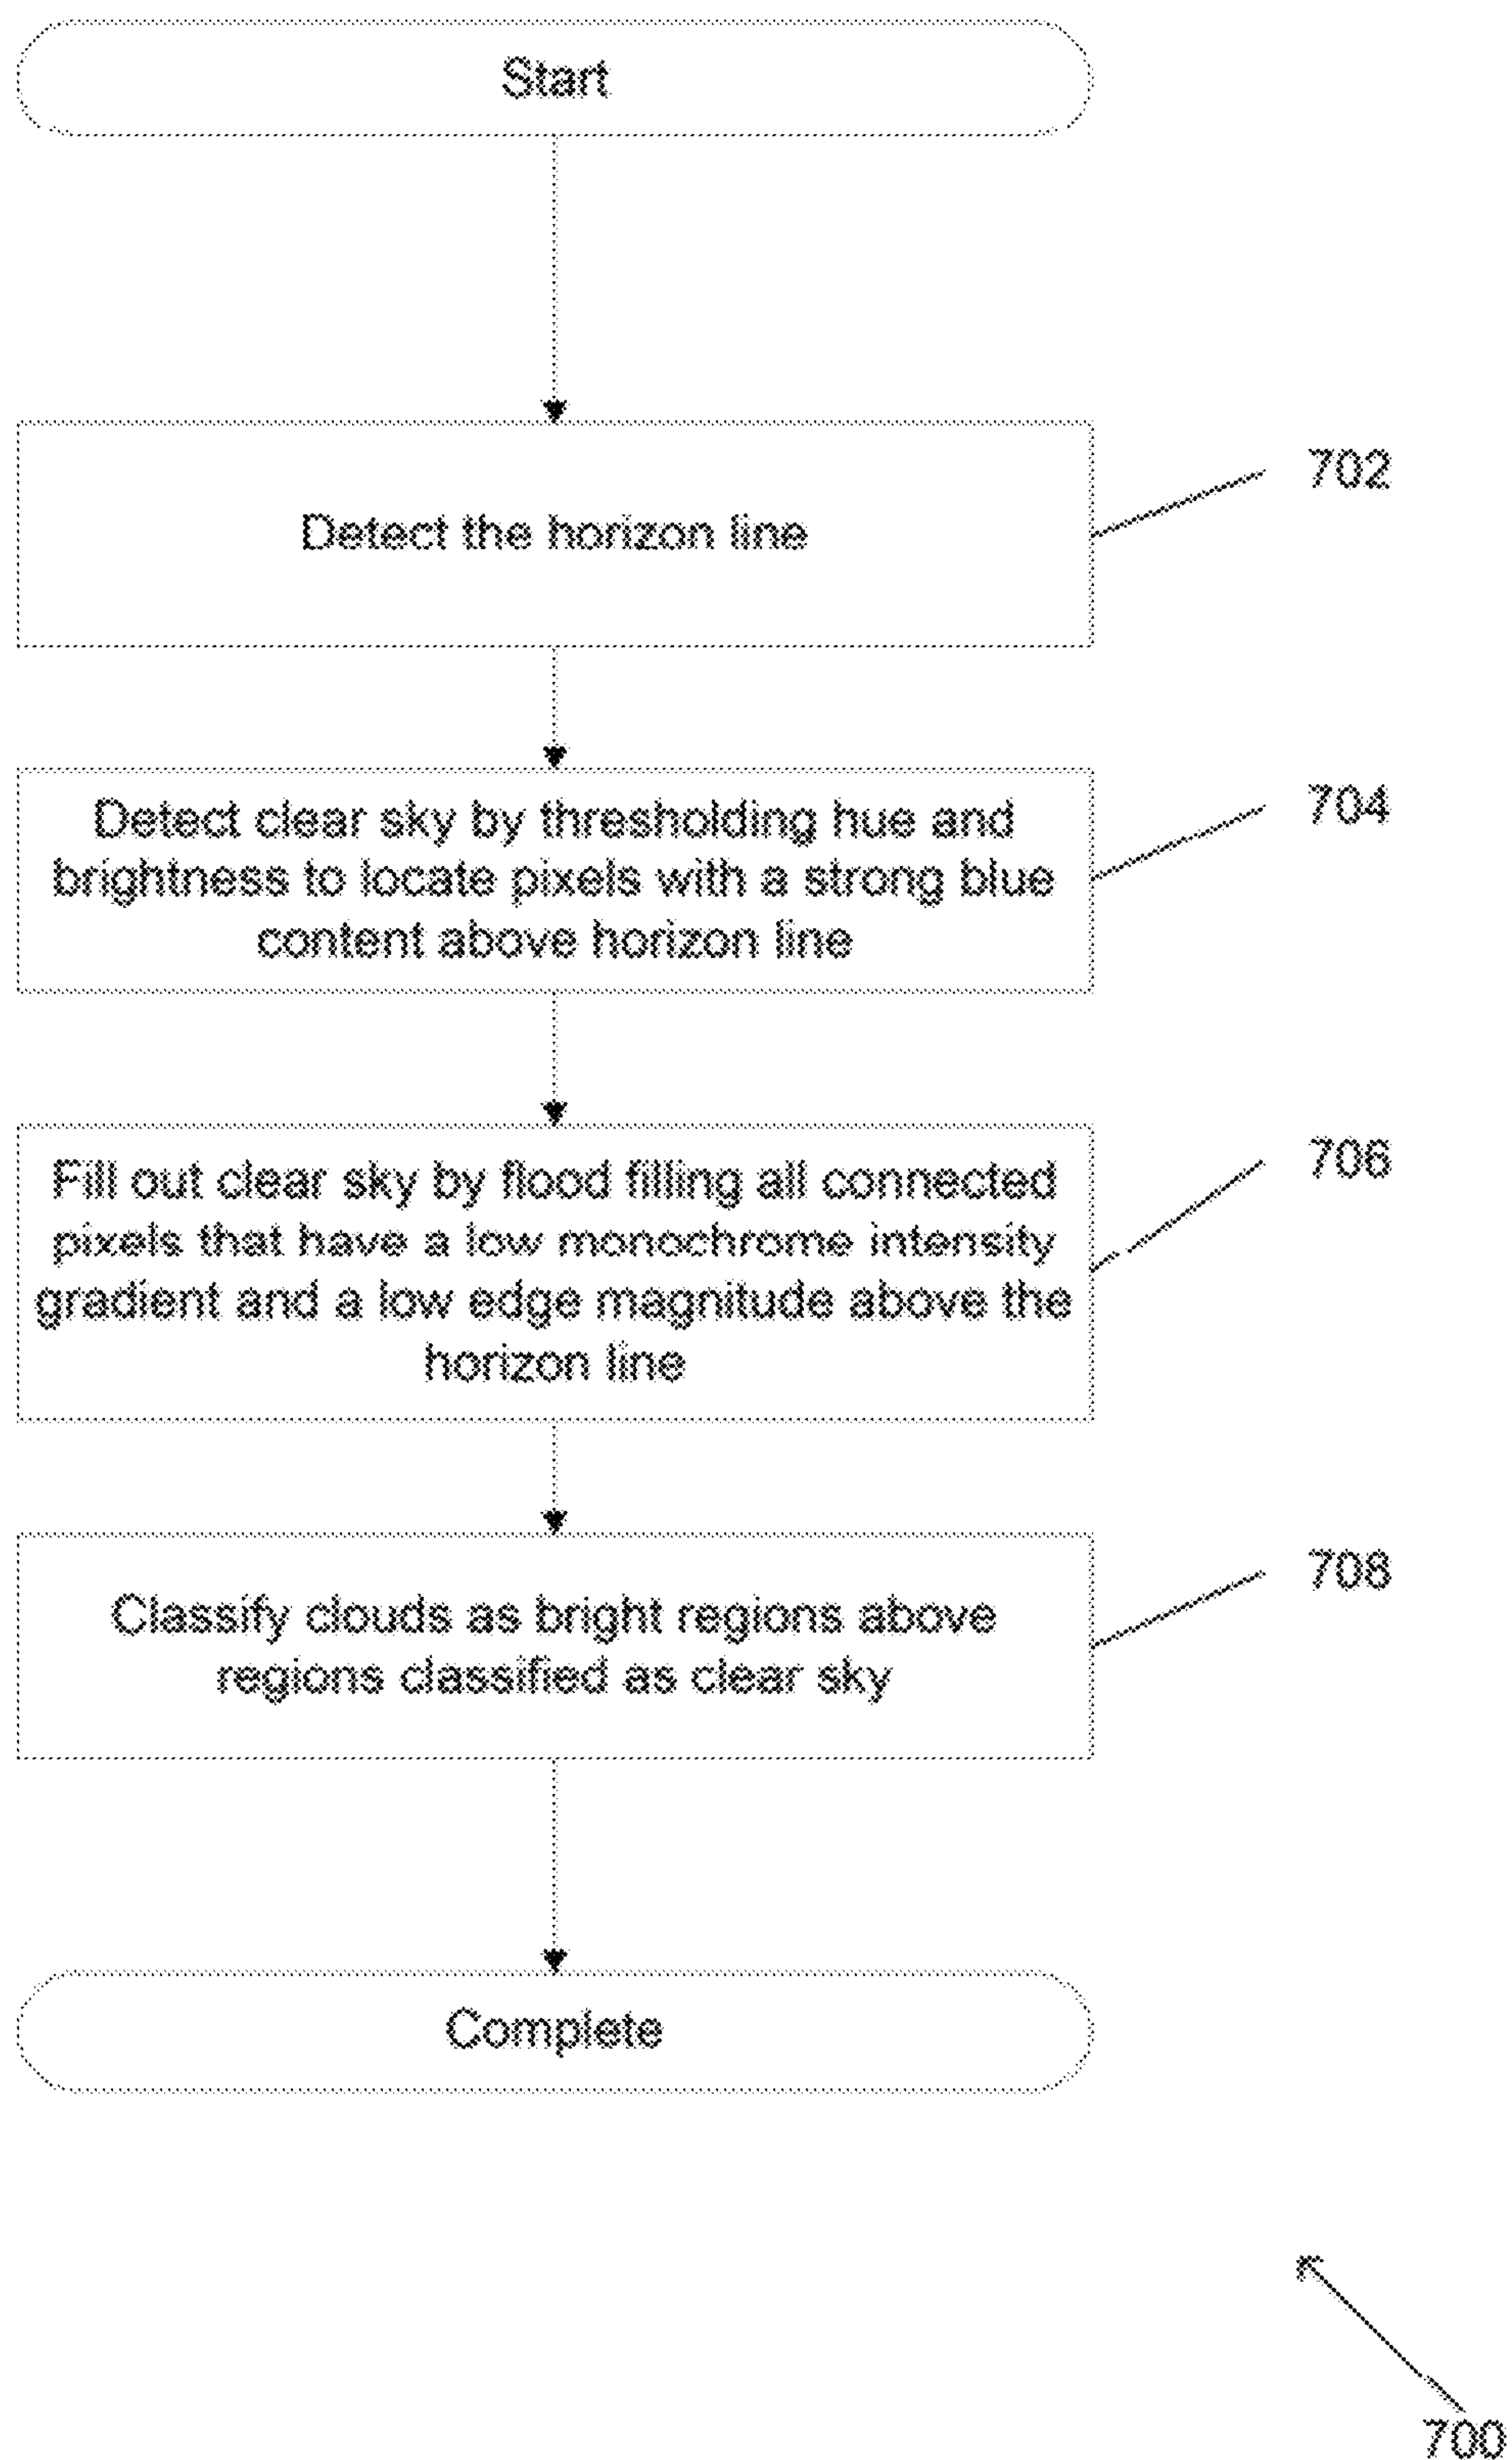 Start
Detect the horizon line
702
Detect clear sky by thresholding hue and
brightness to locate pixels with a strong blue
content above horizon line
704
Fill out clear sky by flood filling all connected
pixels that have a low monochrome intensity
gradient and a low edge magnitude above the
horizon line
706
Classify clouds as bright regions above
regions classified as clear sky
708
Complete
700